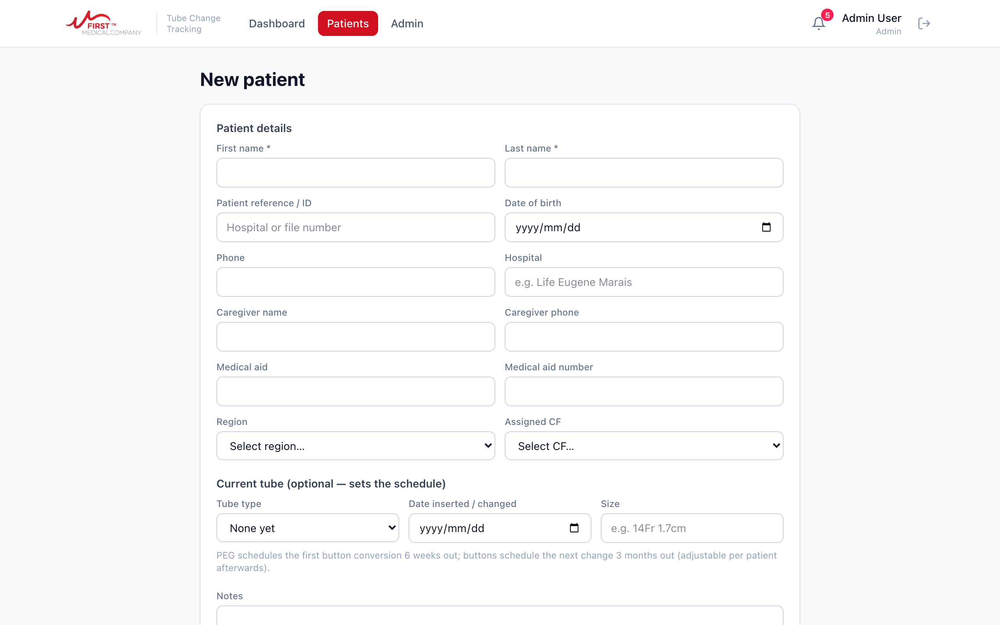 FIRST ™
MEDICALCOMPANY
Tube Change
Tracking
Dashboard
Patients
Admin
5
Admin User
Admin
New patient
Patient details
First name *
Last name *
Patient reference / ID
Date of birth
Hospital or file number
yyyy/mm/dd
Phone
Hospital
e.g. Life Eugene Marais
Caregiver name
Caregiver phone
Medical aid
Medical aid number
Region
Assigned CF
Select region...
Select CF...
Current tube (optional — sets the schedule)
Tube type
Date inserted / changed
Size
None yet
yyyy/mm/dd
e.g. 14Fr 1.7cm
PEG schedules the first button conversion 6 weeks out; buttons schedule the next change 3 months out (adjustable per patient
afterwards).
Notes